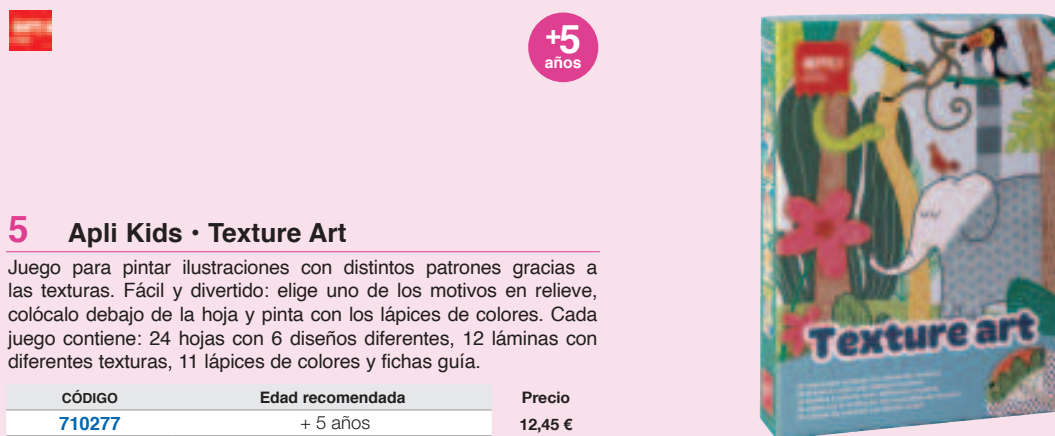 +5
años
5 Apli Kids • Texture Art
Juego para pintar ilustraciones con distintos patrones gracias a
las texturas. Fácil y divertido: elige uno de los motivos en relieve,
colócalo debajo de la hoja y pinta con los lápices de colores. Cada
juego contiene: 24 hojas con 6 diseños diferentes, 12 láminas con
diferentes texturas, 11 lápices de colores y fichas guía.
CÓDIGO Edad recomendada Precio
710277 + 5 años 12,45 €
Texture art